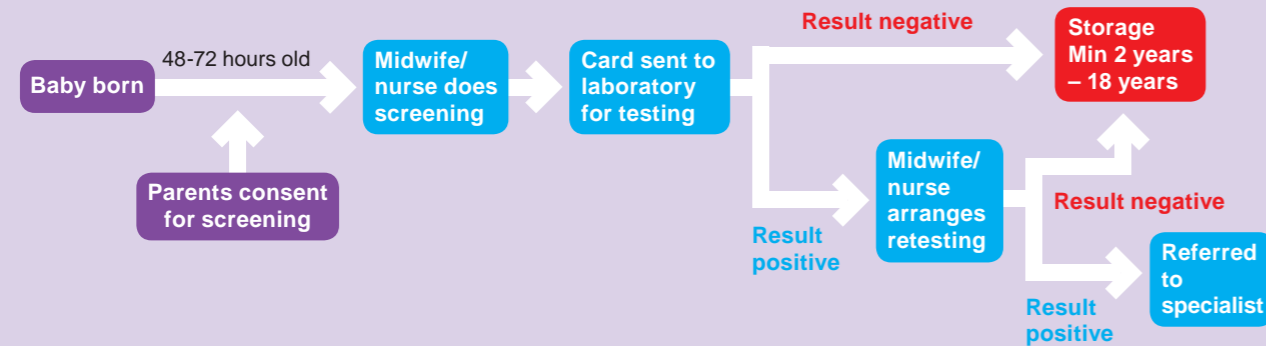 Baby born
48-72 hours old
Parents consent
for screening
Midwife/
nurse does
screening
Card sent to
laboratory
for testing
Result negative
Storage
Min 2 years
– 18 years
Result
positive
Midwife/
nurse
arranges
retesting
Result negative
Result
positive
Referred
to
specialist